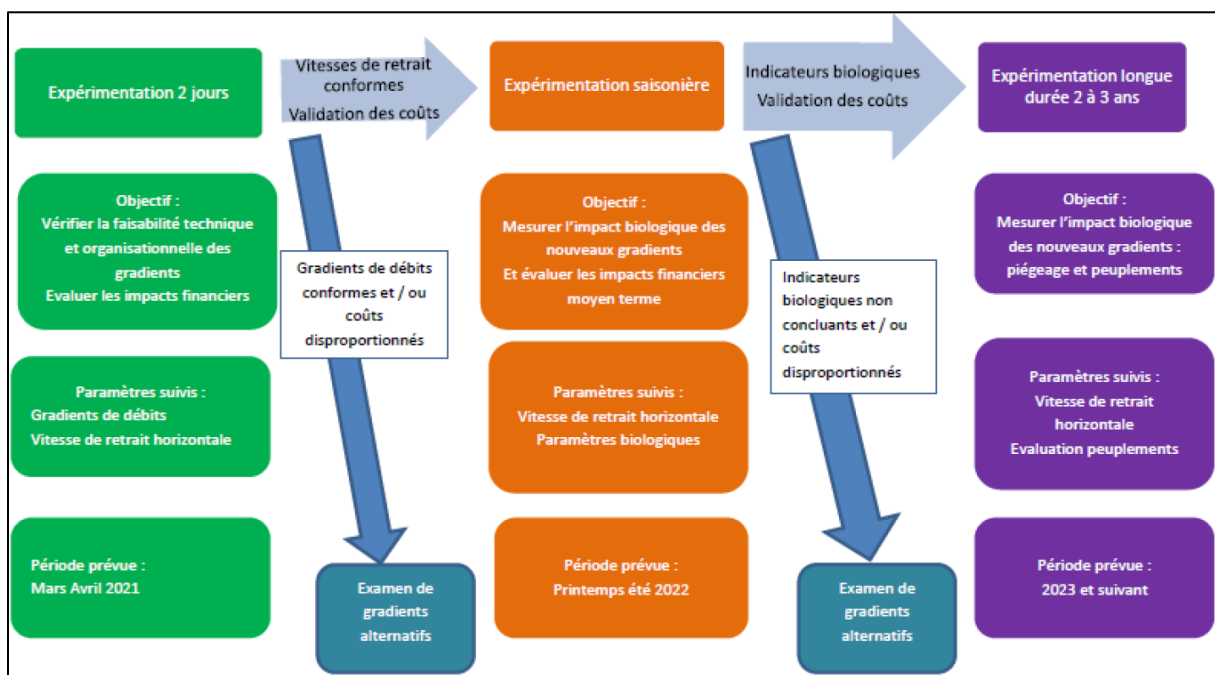 Expérimentation 2 jours
Vitesses de retrait
conformes
Validation des coûts
Expérimentation saisonière
Indicateurs biologiques
Validation des coûts
Expérimentation longue
durée 2 à 3 ans
Objectif :
Vérifier la faisabilité technique
et organisationnelle des
gradients
Evaluer les impacts financiers
Gradients de débits
conformes et / ou
coûts
disproportionnés
Objectif :
Mesurer l'impact biologique des
nouveaux gradients
Et évaluer les impacts financiers
moyen terme
Indicateurs
biologiques non
concluants et / ou
coûts
disproportionnés
Objectif :
Mesurer l'impact biologique
des nouveaux gradients :
piégeage et peuplements
Paramètres suivis :
Gradients de débits
Vitesse de retrait horizontale
Paramètres suivis :
Vitesse de retrait horizontale
Paramètres biologiques
Paramètres suivis :
Vitesse de retrait
horizontale
Evaluation peuplements
Période prévue :
Mars Avril 2021
Examen de
gradients
alternatifs
Période prévue :
Printemps été 2022
Examen de
gradients
alternatifs
Période prévue :
2023 et suivant